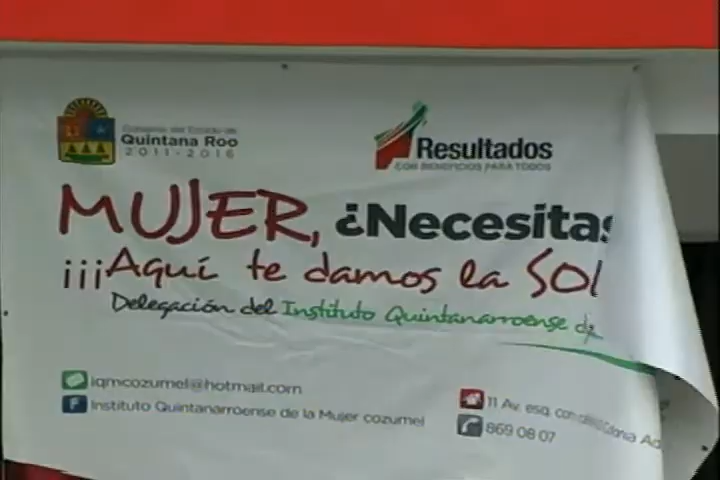 Gobierno del Estado de
Quintana Roo
2011-2016
Resultados
CON BENEFICIOS PARA TODOS
MUJER, ¿Necesitas
¡¡¡Aquí te damos la SOL
Delegación del Instituto Quintanarroense de
iqmcozumel@hotmail.com
Instituto Quintanarroense de la Mujer cozumel
11 Av. esq. con Colonia Ad
869 08 07